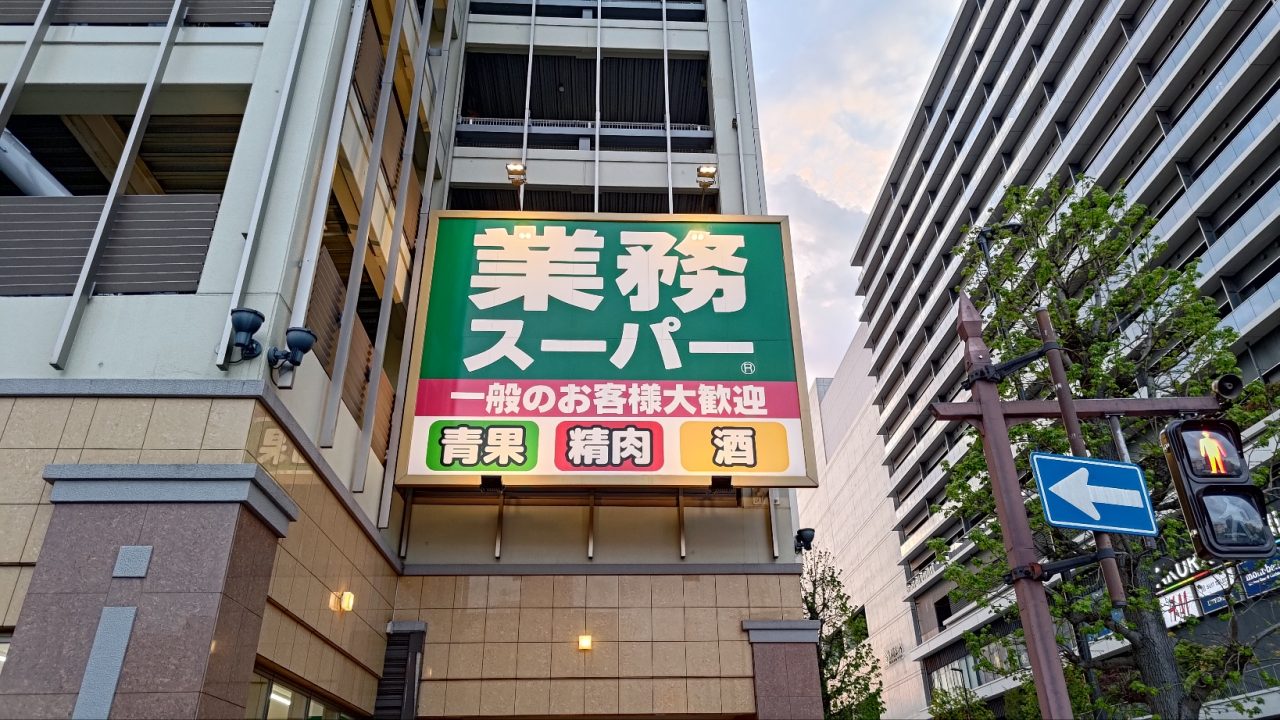 業務
スーパー®
一般のお客様大歓迎
青果 精肉 酒
H&M